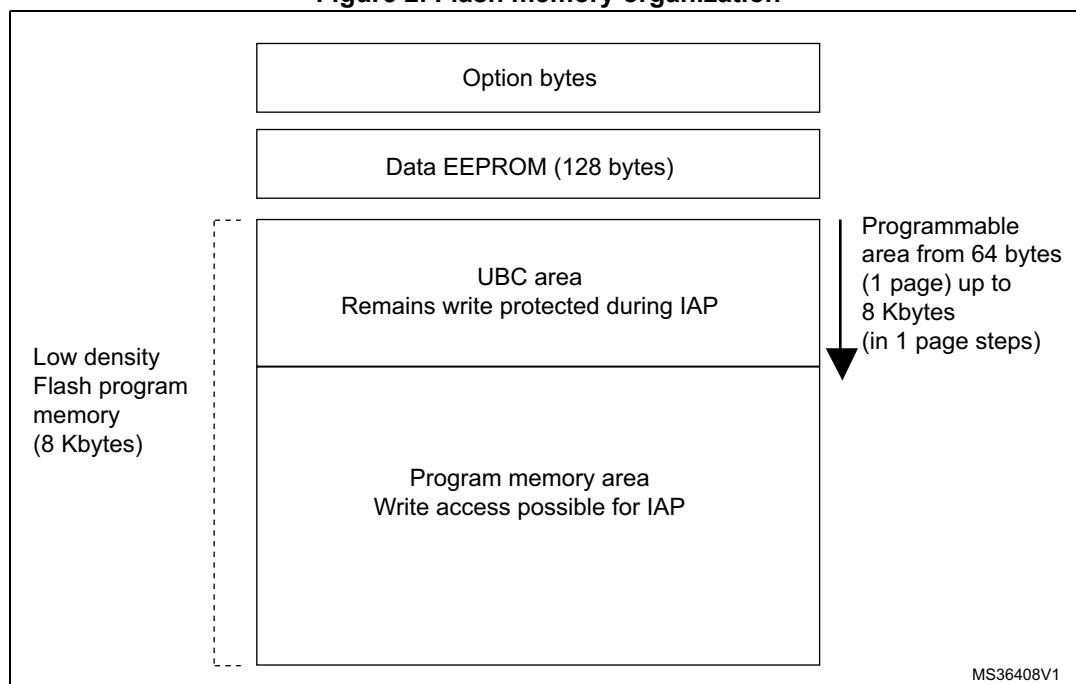 Figure 2. Flash memory organization
Option bytes
Data EEPROM (128 bytes)
UBC area
Remains write protected during IAP
Programmable
area from 64 bytes
(1 page) up to
8 Kbytes
(in 1 page steps)
Low density
Flash program
memory
(8 Kbytes)
Program memory area
Write access possible for IAP
MS36408V1